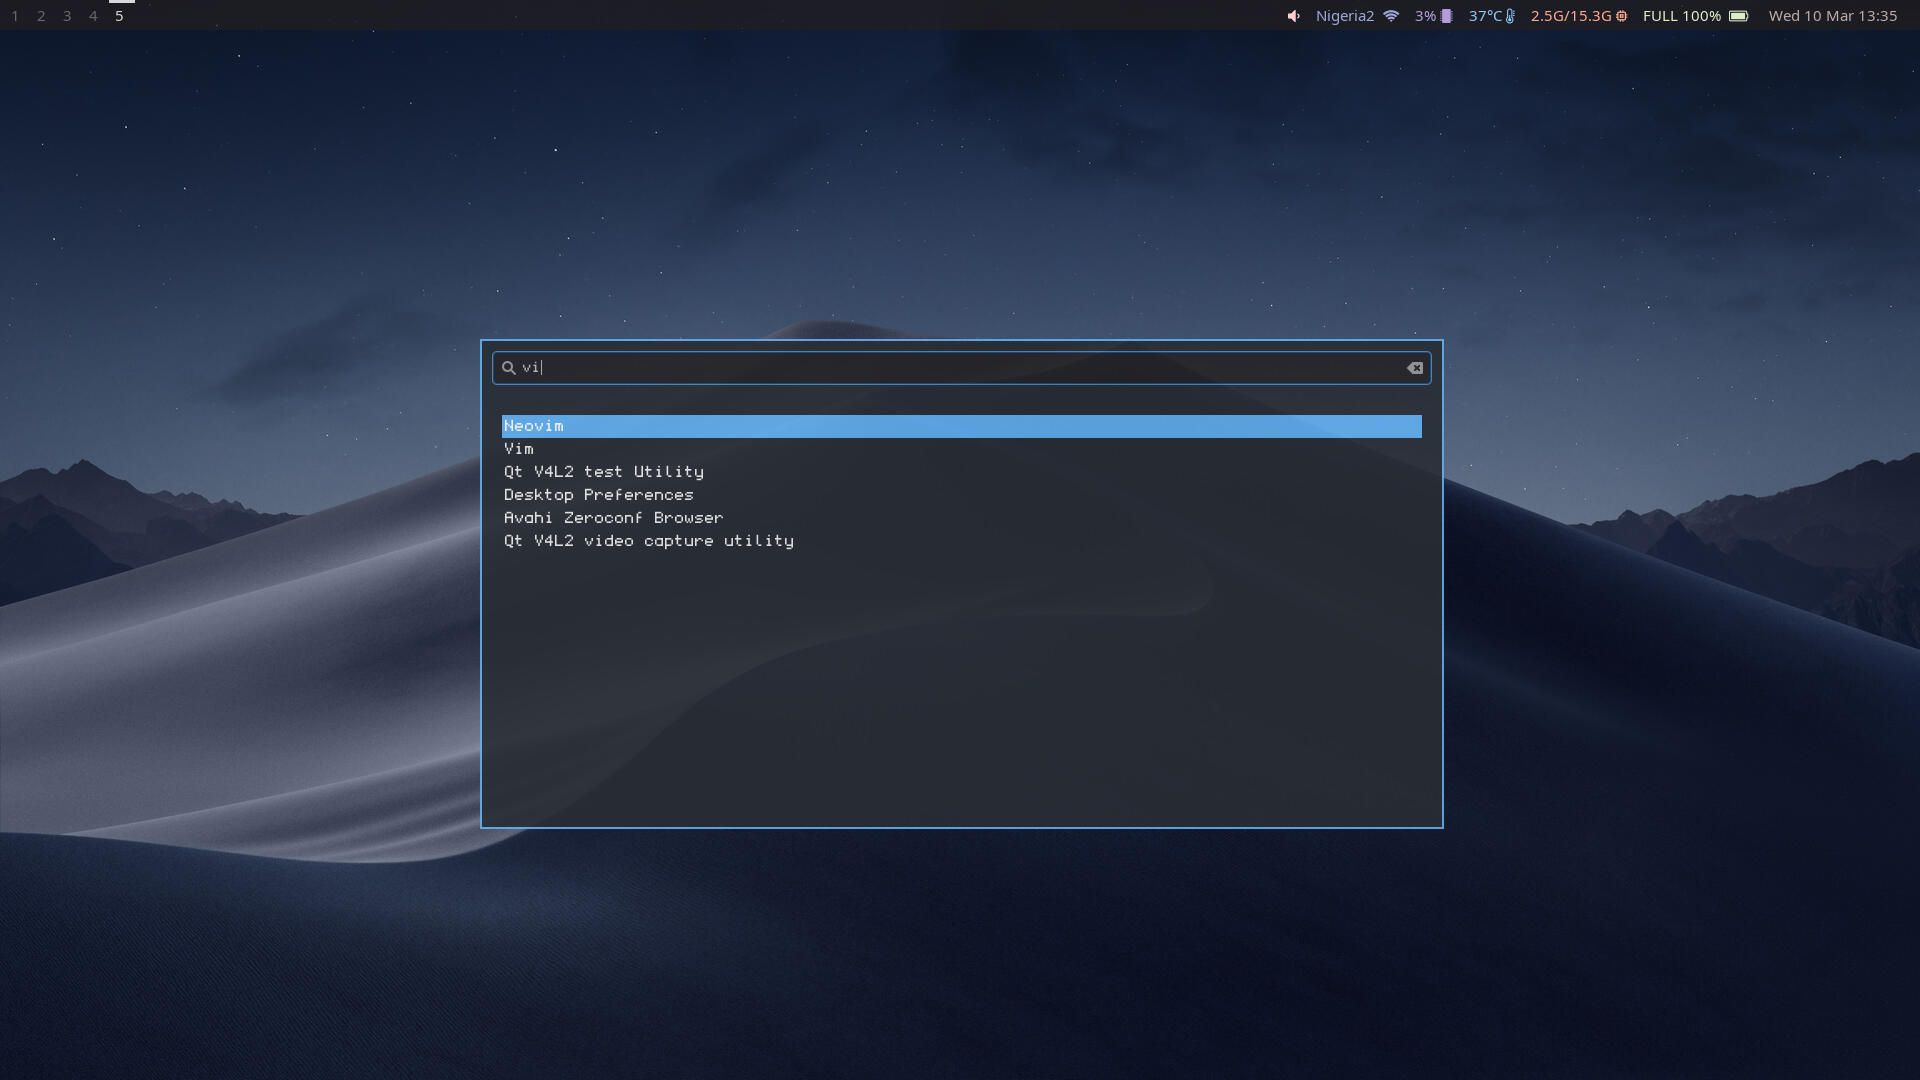 1 2 3 4 5
Nigeria2 3% 37°C 2.5G/15.3G FULL 100% Wed 10 Mar 13:35
vi
Neovim
Vim
Qt V4L2 test Utility
Desktop Preferences
Avahi Zeroconf Browser
Qt V4L2 video capture utility